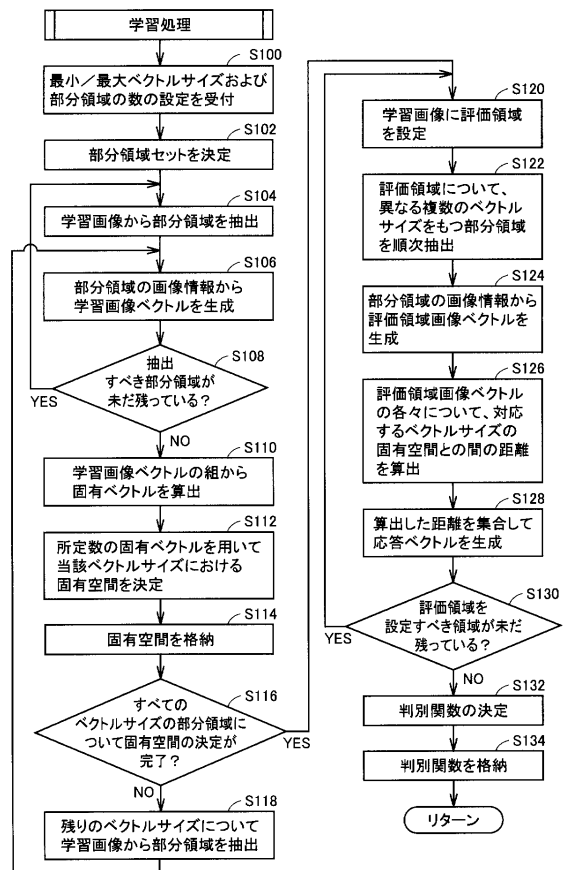 学習処理
S100
最小／最大ベクトルサイズおよび
部分領域の数の設定を受付
S102
部分領域セットを決定
S104
学習画像から部分領域を抽出
S106
部分領域の画像情報から
学習画像ベクトルを生成
S108
抽出
すべき部分領域が
未だ残っている？
YES
NO
S110
学習画像ベクトルの組から
固有ベクトルを算出
S112
所定数の固有ベクトルを用いて
当該ベクトルサイズにおける
固有空間を決定
S114
固有空間を格納
S116
すべての
ベクトルサイズの部分領域に
ついて固有空間の決定が
完了？
YES
NO
S118
残りのベクトルサイズについて
学習画像から部分領域を抽出
S120
学習画像に評価領域
を設定
S122
評価領域について、
異なる複数のベクトル
サイズをもつ部分領域
を順次抽出
S124
部分領域の画像情報から
評価領域画像ベクトルを
生成
S126
評価領域画像ベクトル
の各々について、対応
するベクトルサイズの
固有空間との間の距離
を算出
S128
算出した距離を集合して
応答ベクトルを生成
S130
評価領域を
設定すべき領域が未だ
残っている？
YES
NO
S132
判別関数の決定
S134
判別関数を格納
リターン